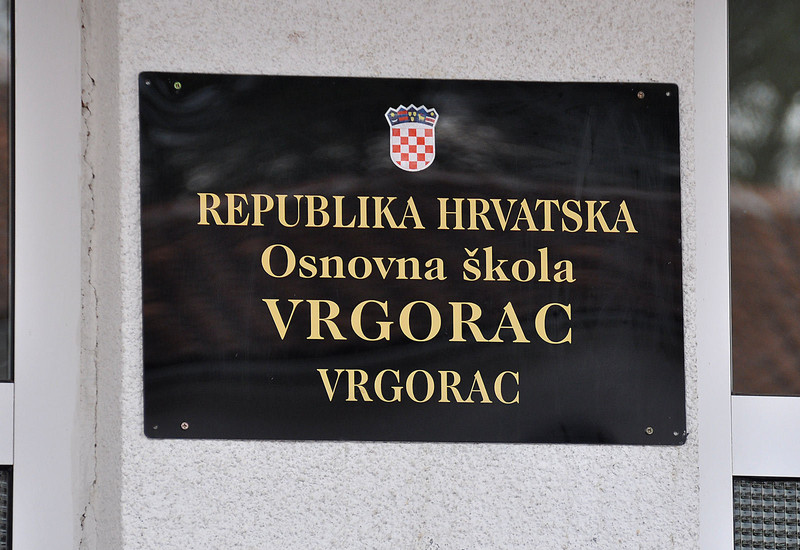 REPUBLIKA HRVATSKA
Osnovna škola
VRGORAC
VRGORAC